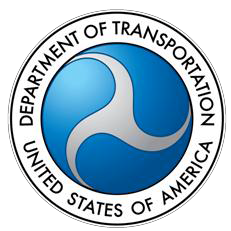 DEPARTMENT OF TRANSPORTATION
UNITED STATES OF AMERICA